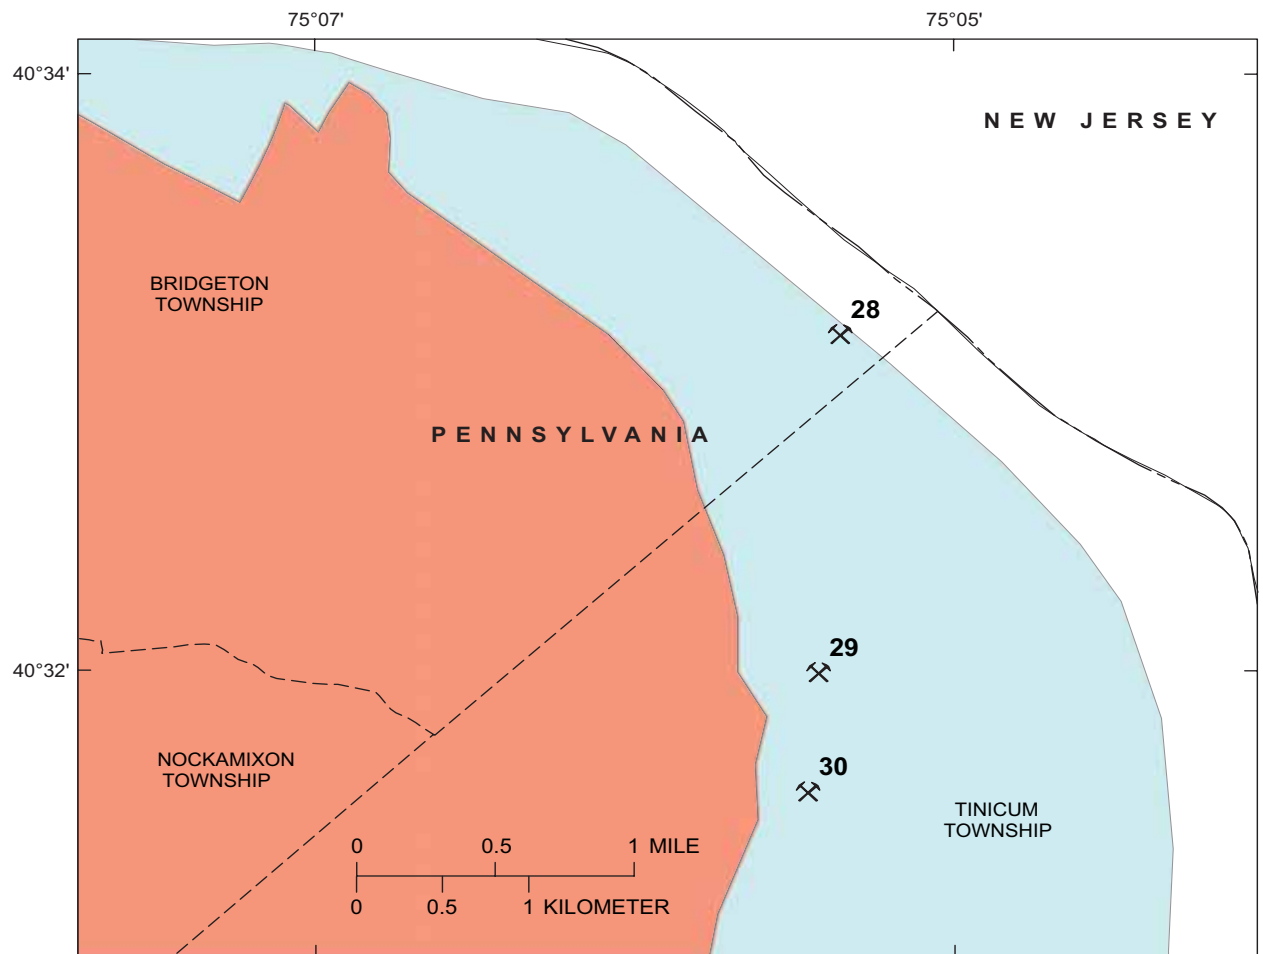 75°07' 75°05'
40°34'
NEW JERSEY
BRIDGETON
TOWNSHIP
28
PENNSYLVANIA
29
40°32'
NOCKAMIXON
TOWNSHIP
30
TINICUM
TOWNSHIP
0 0.5 1 MILE
0 0.5 1 KILOMETER